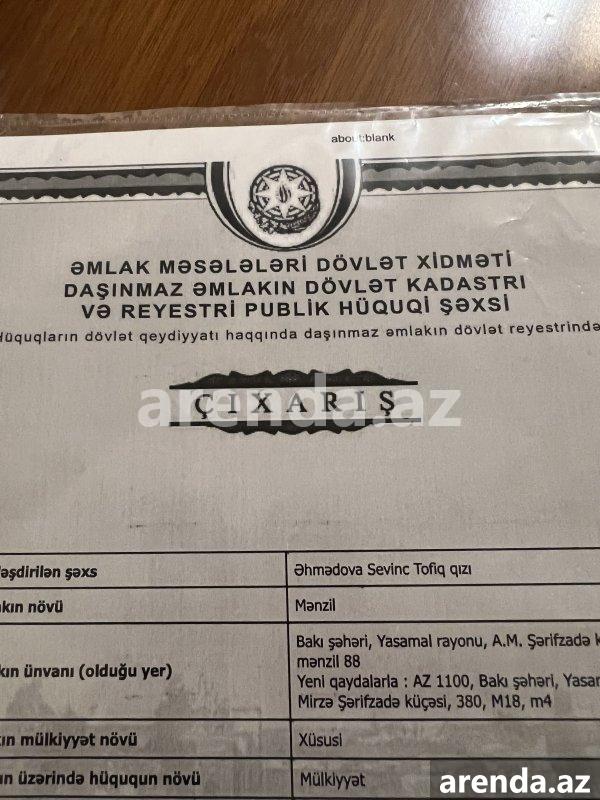 about:blank
ƏMLAK MƏSƏLƏLƏRİ DÖVLƏT XİDMƏTİ
DAŞINMAZ ƏMLAKIN DÖVLƏT KADASTRI
VƏ REYESTRİ PUBLİK HÜQUQİ ŞƏXSİ
Hüquqların dövlət qeydiyyatı haqqında daşınmaz əmlakın dövlət reyestrində
ÇIXARIŞ
arenda.az
ləşdirilən şəxs Əhmədova Sevinc Tofiq qızı
akın növü Mənzil
akın ünvanı (olduğu yer) Bakı şəhəri, Yasamal rayonu, A.M. Şərifzadə k
mənzil 88
Yeni qaydalarla : AZ 1100, Bakı şəhəri, Yasam
Mirzə Şərifzadə küçəsi, 380, M18, m4
ın mülkiyyət növü Xüsusi
ın üzərində hüququn növü Mülkiyyət
arenda.az